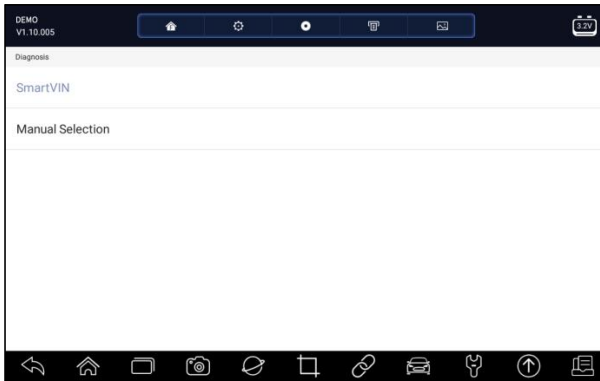 DEMO
V1.10.005
3.2V
Diagnosis
SmartVIN
Manual Selection